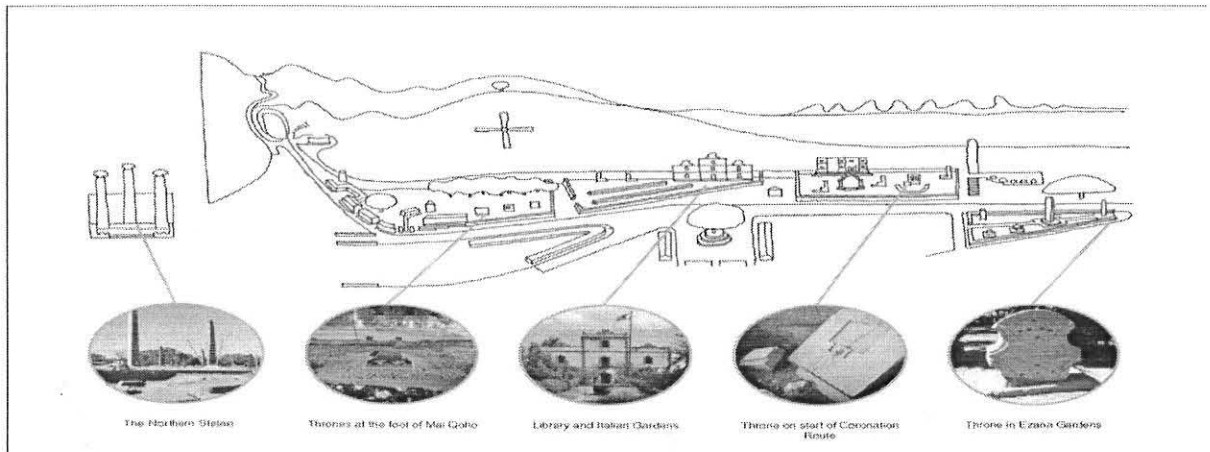 The Northern Stelae
Thrones at the foot of Mai Qoho
Library and Italian Gardens
Throne on start of Coronation
Route
Throne in Ezana Gardens